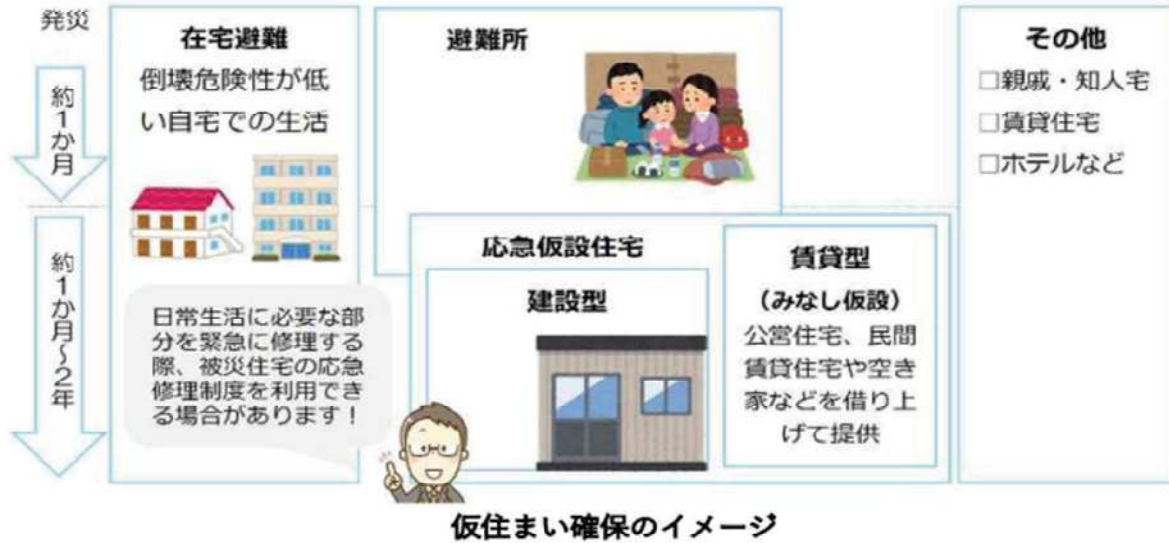 発災
約1か月
約1か月～2年
在宅避難
倒壊危険性が低
い自宅での生活
日常生活に必要な部
分を緊急に修理する
際、被災住宅の応急
修理制度を利用でき
る場合があります！
避難所
応急仮設住宅
建設型
賃貸型
（みなし仮設）
公営住宅、民間
賃貸住宅や空き
家などを借り上
げて提供
その他
□親戚・知人宅
□賃貸住宅
□ホテルなど
仮住まい確保のイメージ